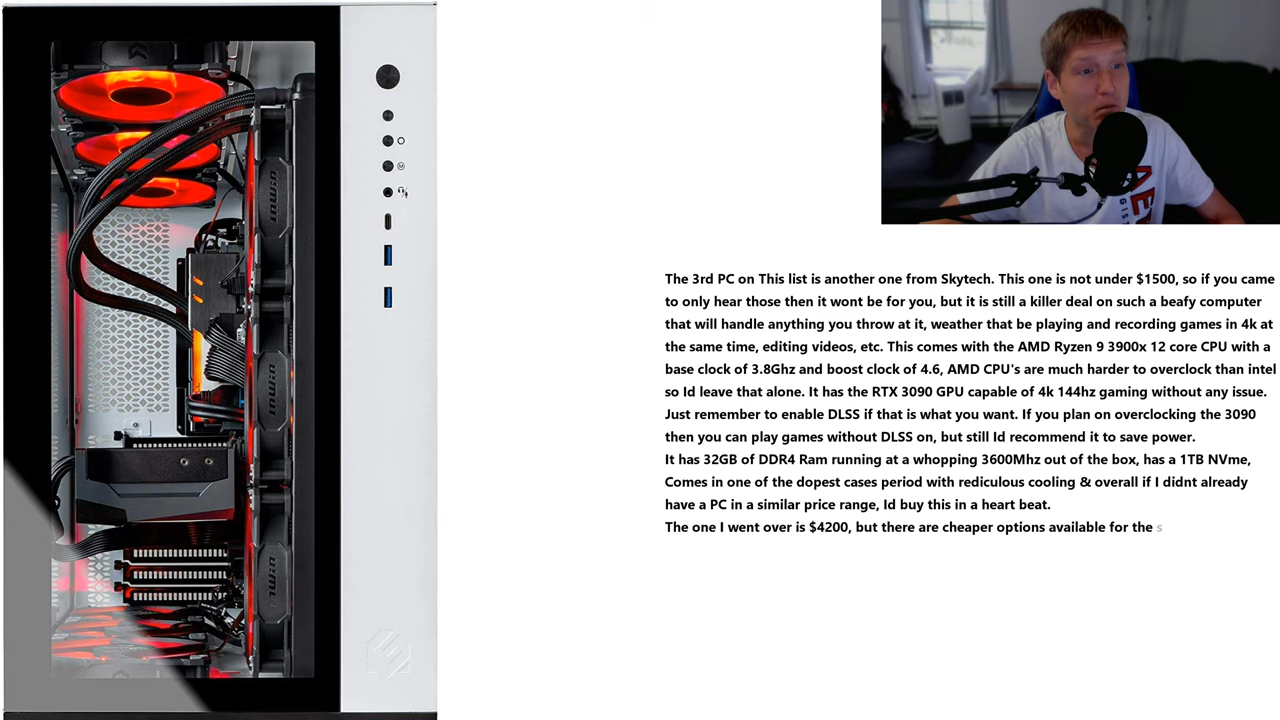 InWin
InWin
InWin
M
The 3rd PC on This list is another one from Skytech. This one is not under $1500, so if you came
to only hear those then it wont be for you, but it is still a killer deal on such a beafy computer
that will handle anything you throw at it, weather that be playing and recording games in 4k at
the same time, editing videos, etc. This comes with the AMD Ryzen 9 3900x 12 core CPU with a
base clock of 3.8Ghz and boost clock of 4.6, AMD CPU's are much harder to overclock than intel
so Id leave that alone. It has the RTX 3090 GPU capable of 4k 144hz gaming without any issue.
Just remember to enable DLSS if that is what you want. If you plan on overclocking the 3090
then you can play games without DLSS on, but still Id recommend it to save power.
It has 32GB of DDR4 Ram running at a whopping 3600Mhz out of the box, has a 1TB NVme,
Comes in one of the dopest cases period with rediculous cooling & overall if I didnt already
have a PC in a similar price range, Id buy this in a heart beat.
The one I went over is $4200, but there are cheaper options available for the s